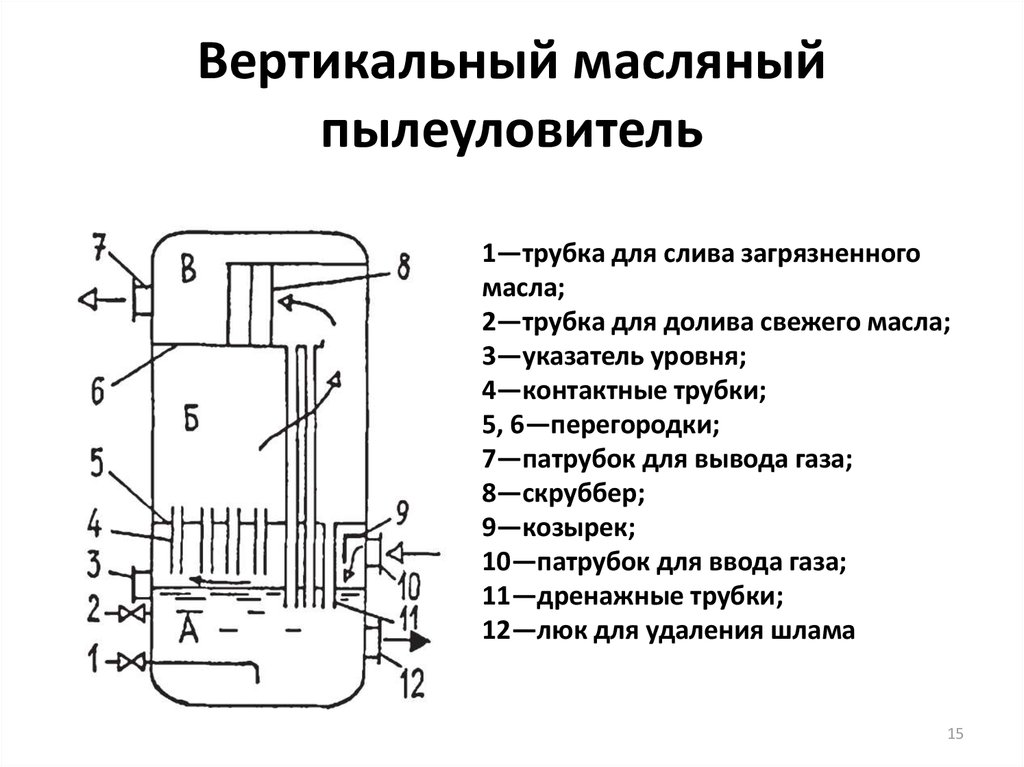 Вертикальный масляный
пылеуловитель
7
В
8
6
Б
5
4
3
2
1
А
9
10
11
12
1—трубка для слива загрязненного
масла;
2—трубка для долива свежего масла;
3—указатель уровня;
4—контактные трубки;
5, 6—перегородки;
7—патрубок для вывода газа;
8—скруббер;
9—козырек;
10—патрубок для ввода газа;
11—дренажные трубки;
12—люк для удаления шлама
15